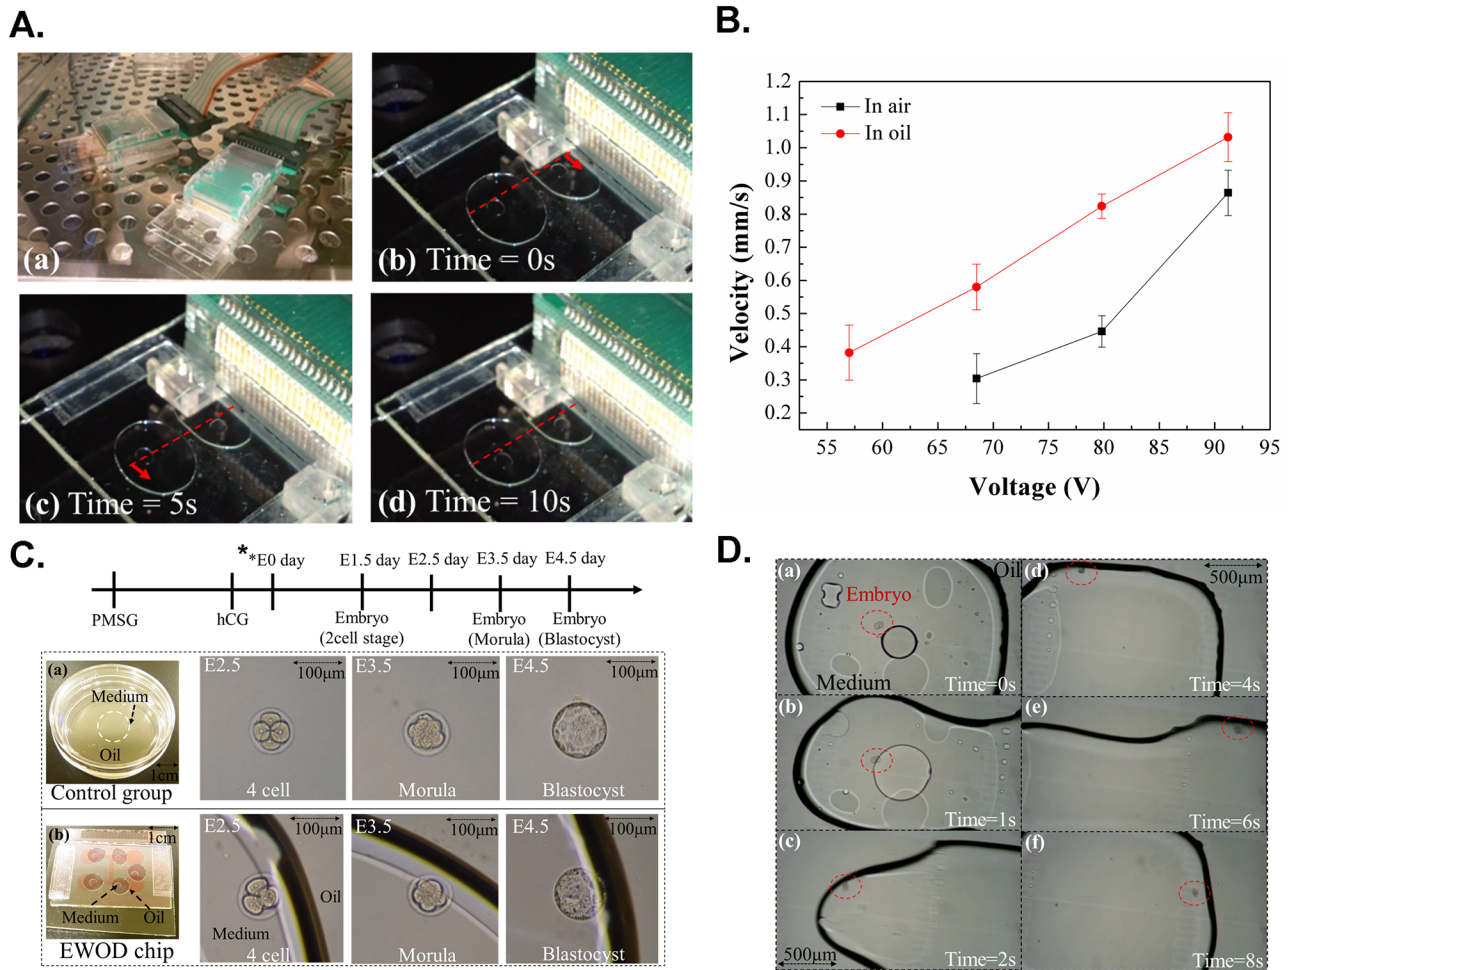 A.
(a)
(b) Time = 0s
(c) Time = 5s
(d) Time = 10s
B.
1.2
1.1
1.0
0.9
0.8
0.7
0.6
0.5
0.4
0.3
0.2
Velocity (mm/s)
In air
In oil
55 60 65 70 75 80 85 90 95
Voltage (V)
C.
* *E0 day E1.5 day E2.5 day E3.5 day E4.5 day
PMSG hCG Embryo Embryo Embryo
(2cell stage) (Morula) (Blastocyst)
(a)
Medium
Oil
1cm
Control group
E2.5
100μm
4 cell
E3.5
100μm
Morula
E4.5
100μm
Blastocyst
(b)
1cm
Medium Oil
EWOD chip
E2.5
100μm
Oil
Medium
4 cell
E3.5
100μm
Morula
E4.5
100μm
Blastocyst
D.
(a)
Oil
Embryo
Medium
Time=0s
(b)
Time=1s
(c)
500μm
Time=2s
(d)
500μm
Time=4s
(e)
Time=6s
(f)
Time=8s